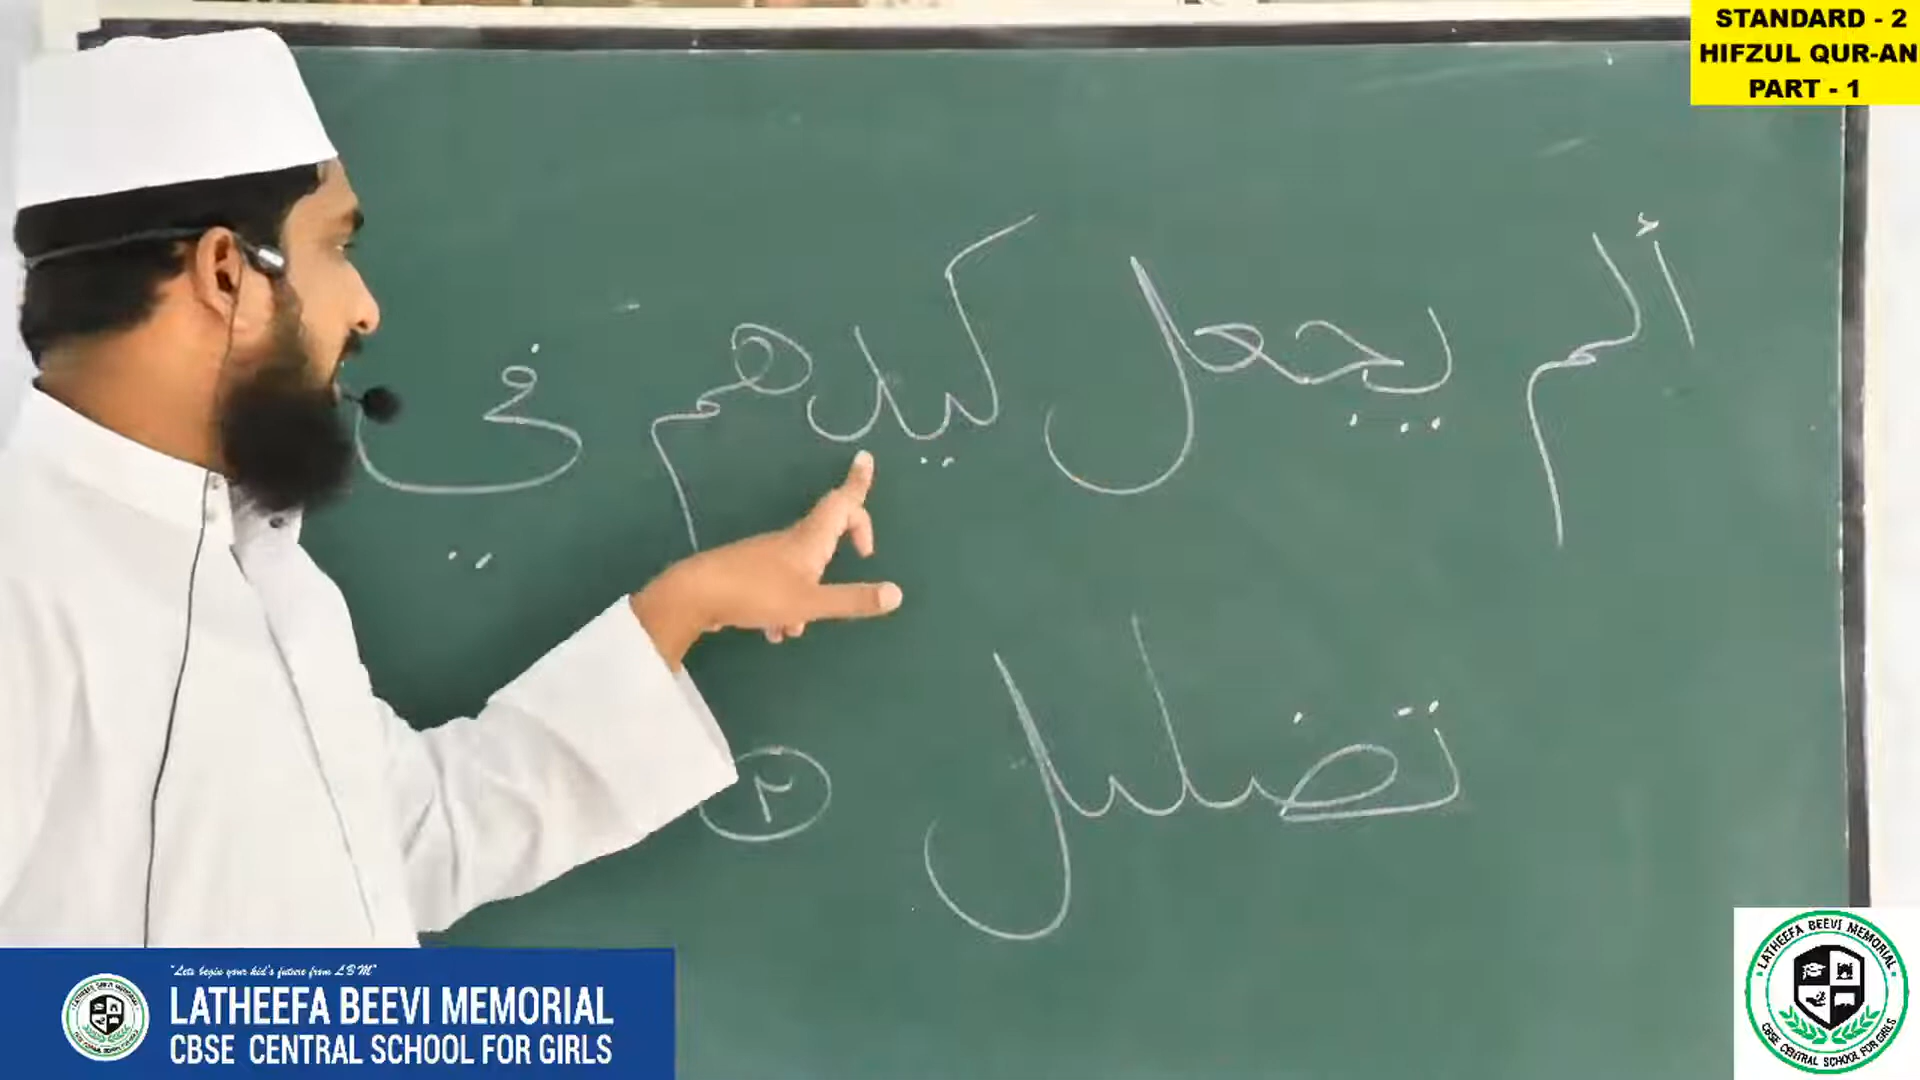 STANDARD - 2
HIFZUL QUR-AN
PART - 1
ألم يجعل كيدهم في
تضليل ٢
"Lets begin your kid's future from LBM"
LATHEEFA BEEVI MEMORIAL
CBSE CENTRAL SCHOOL FOR GIRLS
LATHEEFA BEEVI MEMORIAL
CBSE CENTRAL SCHOOL FOR GIRLS